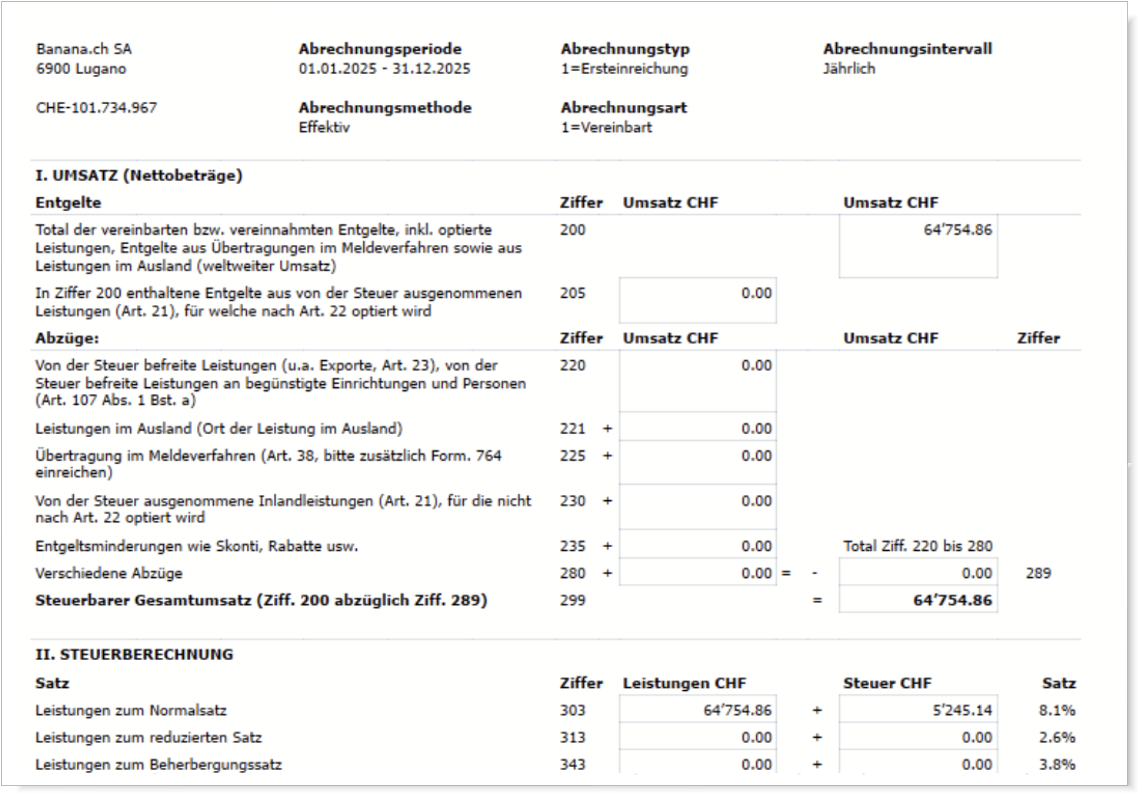 Banana.ch SA Abrechnungsperiode Abrechnungstyp Abrechnungsintervall
6900 Lugano 01.01.2025 - 31.12.2025 1=Ersteinreichung Jährlich
CHE-101.734.967 Abrechnungsmethode Abrechnungsart
Effektiv 1=Vereinbart
I. UMSATZ (Nettobeträge)
Entgelte Ziffer Umsatz CHF Umsatz CHF
Total der vereinbarten bzw. vereinnahmten Entgelte, inkl. optierte 200 64’754.86
Leistungen, Entgelte aus Übertragungen im Meldeverfahren sowie aus
Leistungen im Ausland (weltweiter Umsatz)
In Ziffer 200 enthaltene Entgelte aus von der Steuer ausgenommenen 205 0.00
Leistungen (Art. 21), für welche nach Art. 22 optiert wird
Abzüge: Ziffer Umsatz CHF Umsatz CHF Ziffer
Von der Steuer befreite Leistungen (u.a. Exporte, Art. 23), von der 220 0.00
Steuer befreite Leistungen an begünstigte Einrichtungen und Personen
(Art. 107 Abs. 1 Bst. a)
Leistungen im Ausland (Ort der Leistung im Ausland) 221 + 0.00
Übertragung im Meldeverfahren (Art. 38, bitte zusätzlich Form. 764 225 + 0.00
einreichen)
Von der Steuer ausgenommene Inlandleistungen (Art. 21), für die nicht 230 + 0.00
nach Art. 22 optiert wird
Entgeltsminderungen wie Skonti, Rabatte usw. 235 + 0.00 Total Ziff. 220 bis 280
Verschiedene Abzüge 280 + 0.00 = - 0.00 289
Steuerbarer Gesamtumsatz (Ziff. 200 abzüglich Ziff. 289) 299 = 64’754.86
II. STEUERBERECHNUNG
Satz Ziffer Leistungen CHF Steuer CHF Satz
Leistungen zum Normalsatz 303 64’754.86 + 5’245.14 8.1%
Leistungen zum reduzierten Satz 313 0.00 + 0.00 2.6%
Leistungen zum Beherbergungssatz 343 0.00 + 0.00 3.8%